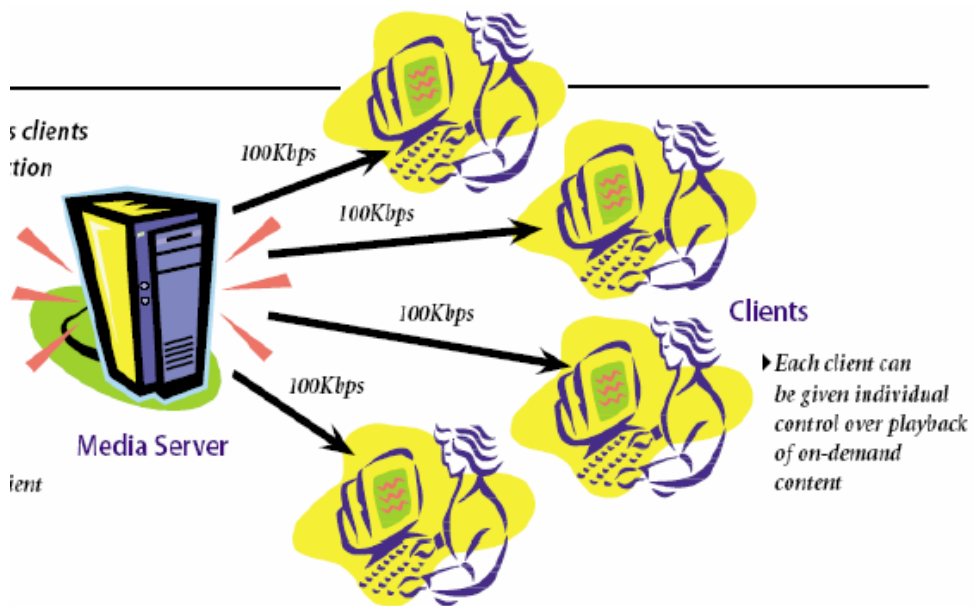 s clients
tion
100Kbps
100Kbps
100Kbps
100Kbps
Media Server
ient
Clients
Each client can
be given individual
control over playback
of on-demand
content